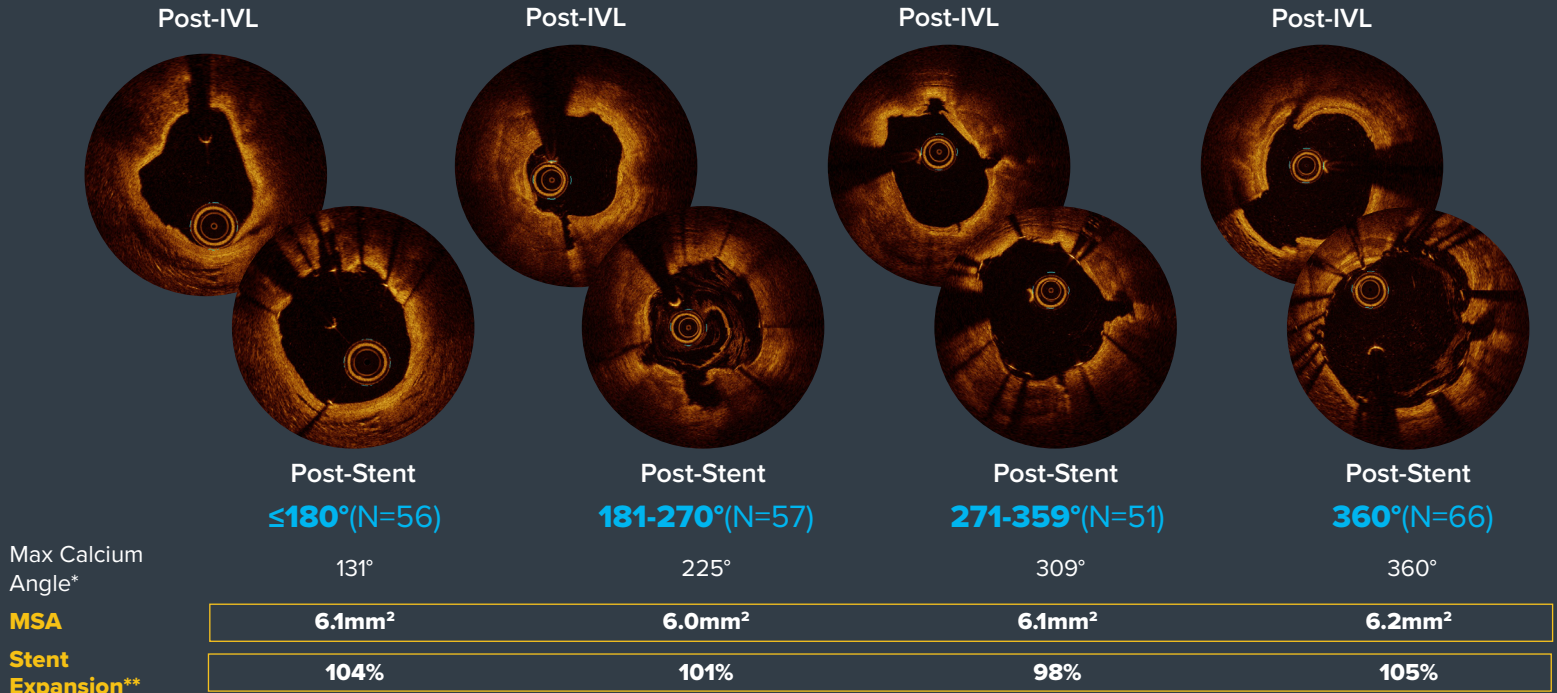 Post-IVL Post-IVL Post-IVL Post-IVL
Post-Stent Post-Stent Post-Stent Post-Stent
≤180°(N=56) 181-270°(N=57) 271-359°(N=51) 360°(N=66)
Max Calcium
Angle* 131° 225° 309° 360°
MSA 6.1mm² 6.0mm² 6.1mm² 6.2mm²
Stent
Expansion** 104% 101% 98% 105%